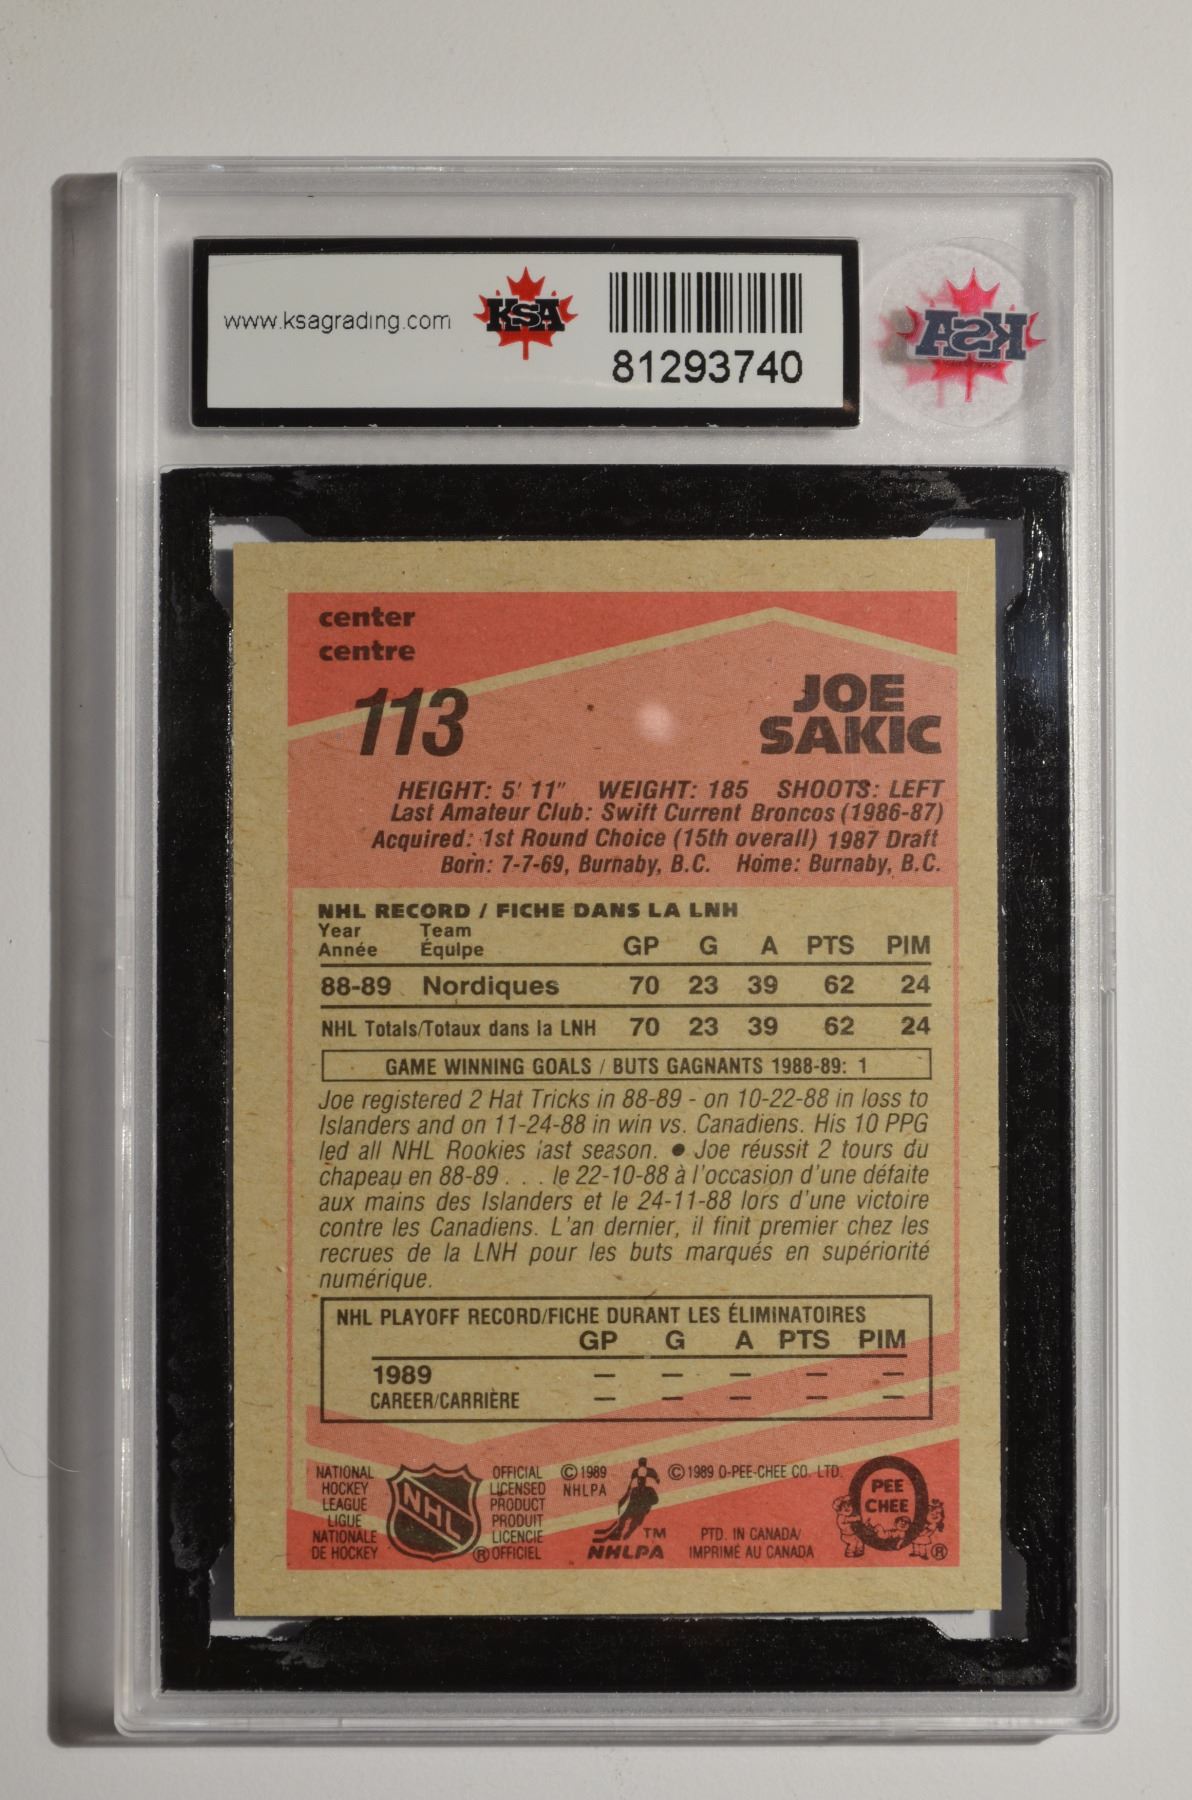 www.ksagrading.com
KSA
81293740
KSA
center
centre
113
JOE
SAKIC
HEIGHT: 5' 11" WEIGHT: 185 SHOOTS: LEFT
Last Amateur Club: Swift Current Broncos (1986-87)
Acquired: 1st Round Choice (15th overall) 1987 Draft
Born: 7-7-69, Burnaby, B.C. Home: Burnaby, B.C.
NHL RECORD / FICHE DANS LA LNH
Year Team
Année Équipe GP G A PTS PIM
88-89 Nordiques 70 23 39 62 24
NHL Totals/Totaux dans la LNH 70 23 39 62 24
GAME WINNING GOALS / BUTS GAGNANTS 1988-89: 1
Joe registered 2 Hat Tricks in 88-89 - on 10-22-88 in loss to
Islanders and on 11-24-88 in win vs. Canadiens. His 10 PPG
led all NHL Rookies last season. ● Joe réussit 2 tours du
chapeau en 88-89 . . . le 22-10-88 à l'occasion d'une défaite
aux mains des Islanders et le 24-11-88 lors d'une victoire
contre les Canadiens. L'an dernier, il finit premier chez les
recrues de la LNH pour les buts marqués en supériorité
numérique.
NHL PLAYOFF RECORD/FICHE DURANT LES ÉLIMINATOIRES
GP G A PTS PIM
1989 — — — — —
CAREER/CARRIÈRE — — — — —
NATIONAL
HOCKEY
LEAGUE
LIGUE
NATIONALE
DE HOCKEY
NHL
®
OFFICIAL
LICENSED
PRODUCT
PRODUIT
LICENCIE
OFFICIEL
©1989
NHLPA
TM
NHLPA
©1989 O-PEE-CHEE CO. LTD.
PTD. IN CANADA/
IMPRIMÉ AU CANADA
PEE
CHEE
®